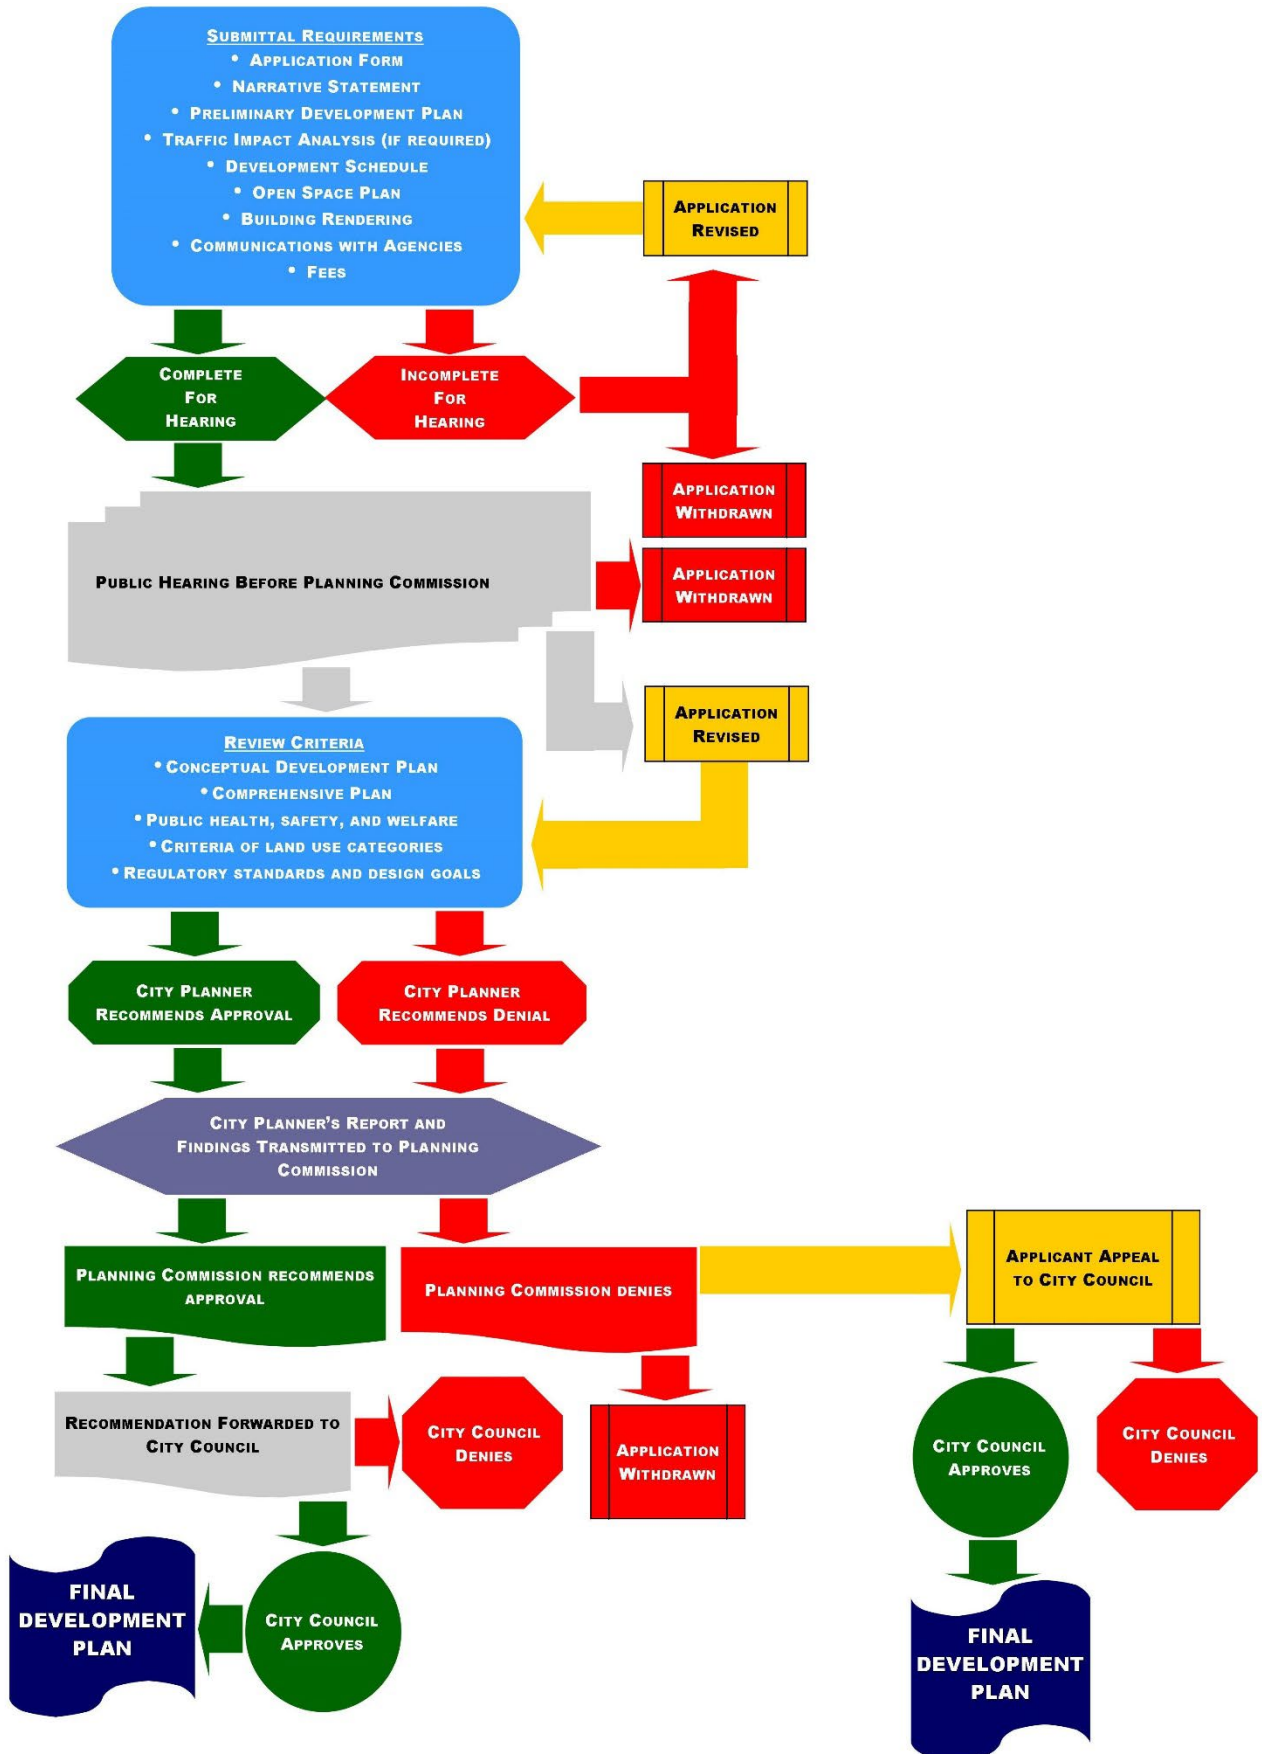 SUBMITTAL REQUIREMENTS
• APPLICATION FORM
• NARRATIVE STATEMENT
• PRELIMINARY DEVELOPMENT PLAN
• TRAFFIC IMPACT ANALYSIS (IF REQUIRED)
• DEVELOPMENT SCHEDULE
• OPEN SPACE PLAN
• BUILDING RENDERING
• COMMUNICATIONS WITH AGENCIES
• FEES
APPLICATION
REVISED
COMPLETE
FOR
HEARING
INCOMPLETE
FOR
HEARING
APPLICATION
WITHDRAWN
PUBLIC HEARING BEFORE PLANNING COMMISSION
APPLICATION
WITHDRAWN
APPLICATION
REVISED
REVIEW CRITERIA
• CONCEPTUAL DEVELOPMENT PLAN
• COMPREHENSIVE PLAN
• PUBLIC HEALTH, SAFETY, AND WELFARE
• CRITERIA OF LAND USE CATEGORIES
• REGULATORY STANDARDS AND DESIGN GOALS
CITY PLANNER
RECOMMENDS APPROVAL
CITY PLANNER
RECOMMENDS DENIAL
CITY PLANNER'S REPORT AND
FINDINGS TRANSMITTED TO PLANNING
COMMISSION
PLANNING COMMISSION RECOMMENDS
APPROVAL
PLANNING COMMISSION DENIES
APPLICANT APPEAL
TO CITY COUNCIL
RECOMMENDATION FORWARDED TO
CITY COUNCIL
CITY COUNCIL
DENIES
APPLICATION
WITHDRAWN
CITY COUNCIL
APPROVES
CITY COUNCIL
DENIES
FINAL
DEVELOPMENT
PLAN
CITY COUNCIL
APPROVES
FINAL
DEVELOPMENT
PLAN